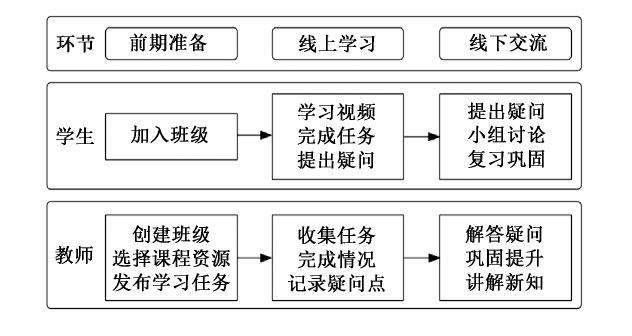 环节
前期准备
线上学习
线下交流
学生
加入班级
学习视频
完成任务
提出疑问
提出疑问
小组讨论
复习巩固
教师
创建班级
选择课程资源
发布学习任务
收集任务
完成情况
记录疑问点
解答疑问
巩固提升
讲解新知